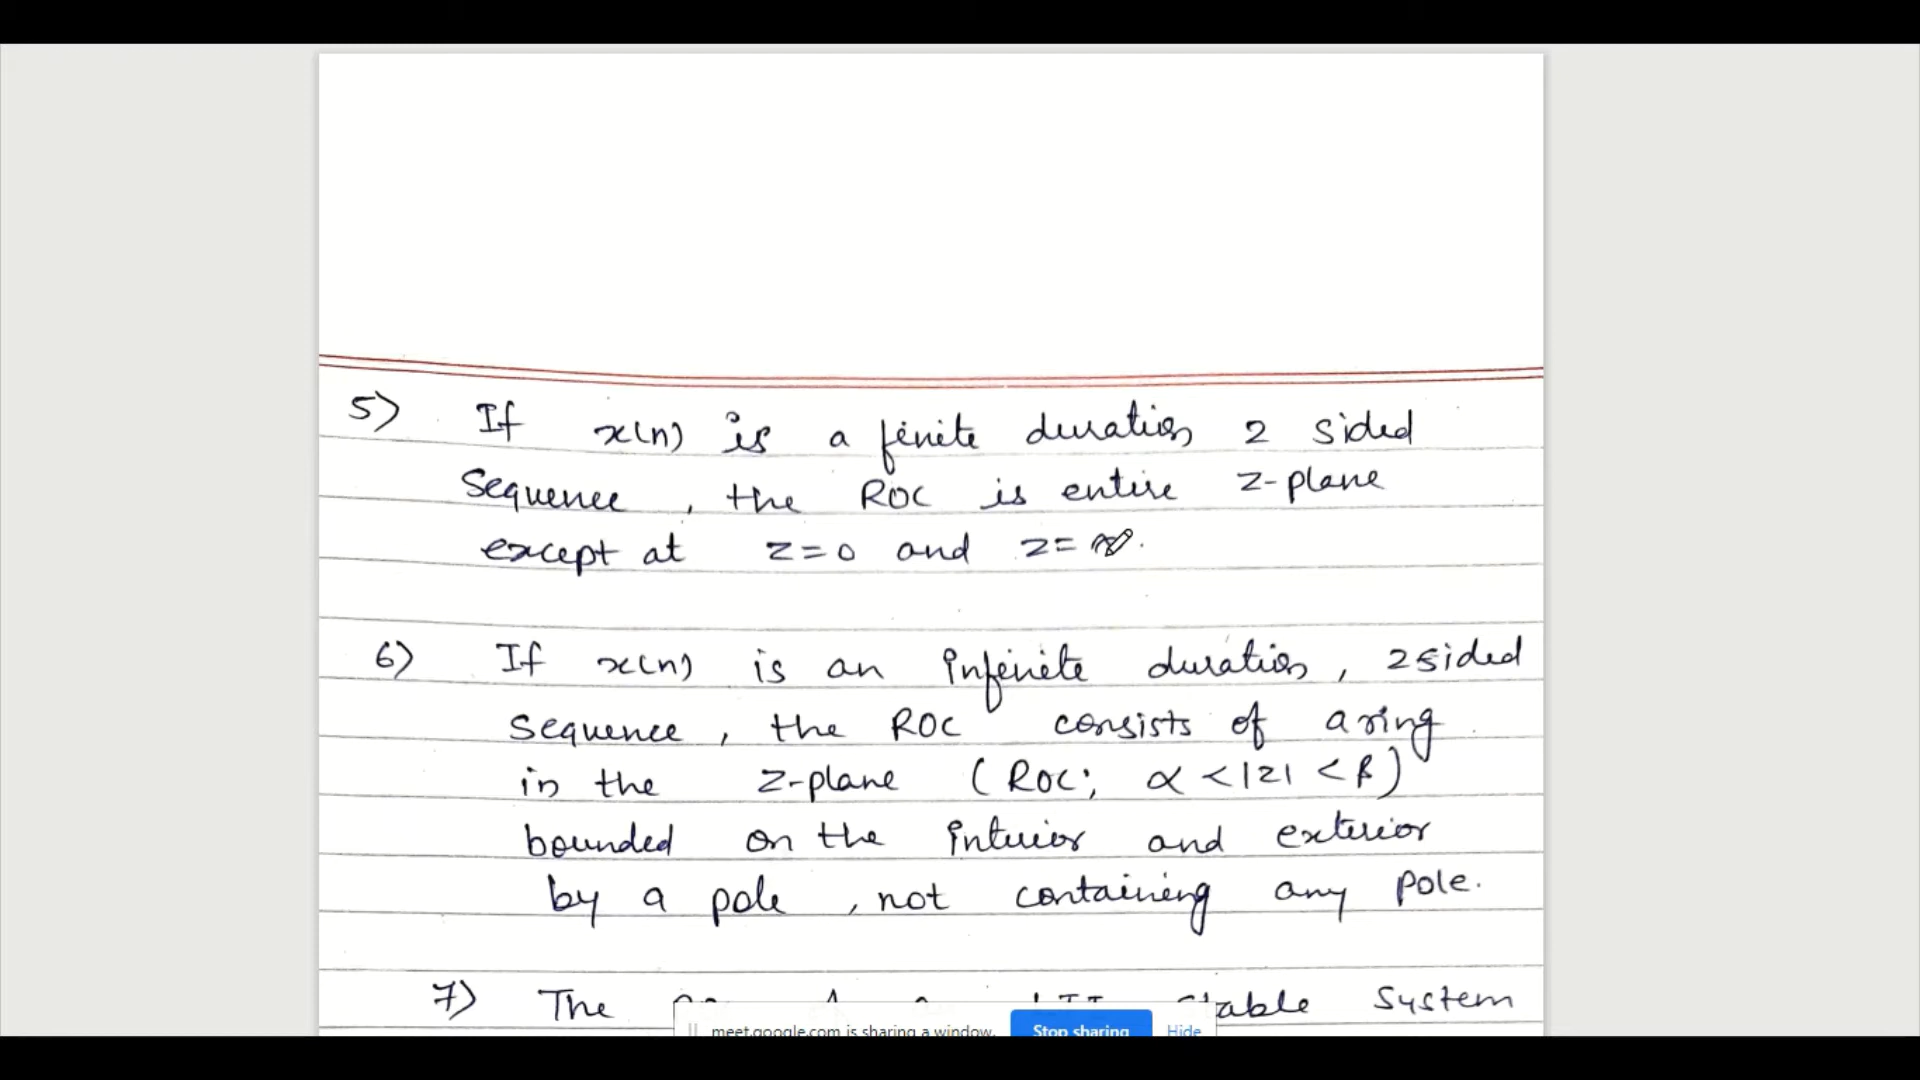 5) If x(n) is a finite duration 2 sided
Sequence, the ROC is entire z-plane
except at z=0 and z=∞.
6) If x(n) is an infinite duration, 2sided
Sequence, the ROC consists of a ring
in the z-plane (ROC; α < |z| < β)
bounded on the interior and exterior
by a pole, not containing any pole.
7) The LTI stable System
meet.google.com is sharing a window. Stop sharing Hide